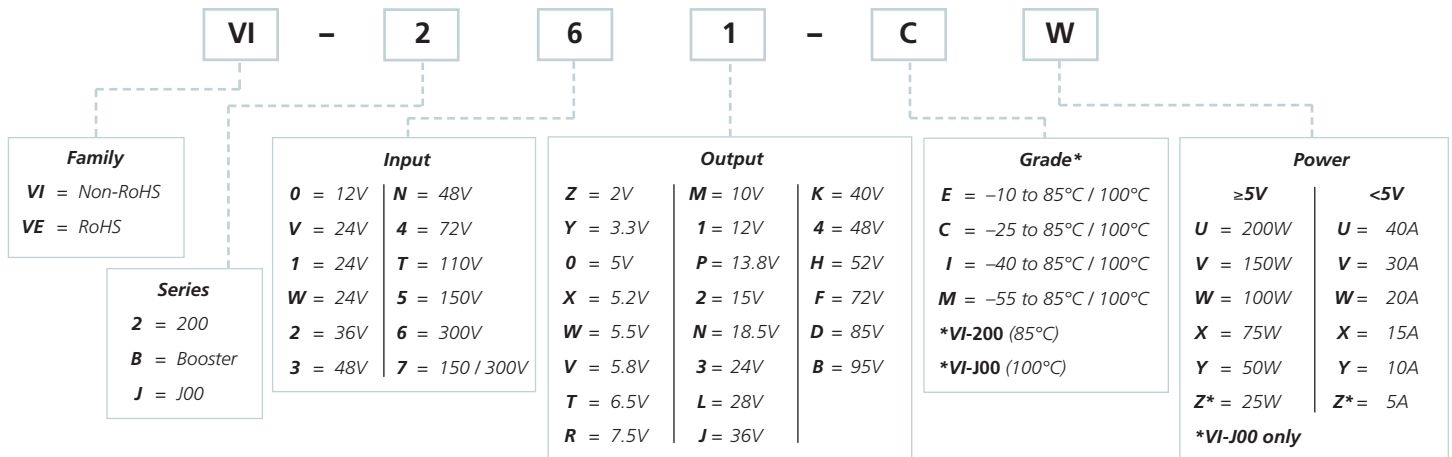 VI – 2 6 1 – C W
Family
VI = Non-RoHS
VE = RoHS
Series
2 = 200
B = Booster
J = J00
Input
0 = 12V N = 48V
V = 24V 4 = 72V
1 = 24V T = 110V
W = 24V 5 = 150V
2 = 36V 6 = 300V
3 = 48V 7 = 150 / 300V
Output
Z = 2V M = 10V K = 40V
Y = 3.3V 1 = 12V 4 = 48V
0 = 5V P = 13.8V H = 52V
X = 5.2V 2 = 15V F = 72V
W = 5.5V N = 18.5V D = 85V
V = 5.8V 3 = 24V B = 95V
T = 6.5V L = 28V
R = 7.5V J = 36V
Grade*
E = –10 to 85°C / 100°C
C = –25 to 85°C / 100°C
I = –40 to 85°C / 100°C
M = –55 to 85°C / 100°C
*VI-200 (85°C)
*VI-J00 (100°C)
Power
≥5V <5V
U = 200W U = 40A
V = 150W V = 30A
W = 100W W = 20A
X = 75W X = 15A
Y = 50W Y = 10A
Z* = 25W Z* = 5A
*VI-J00 only